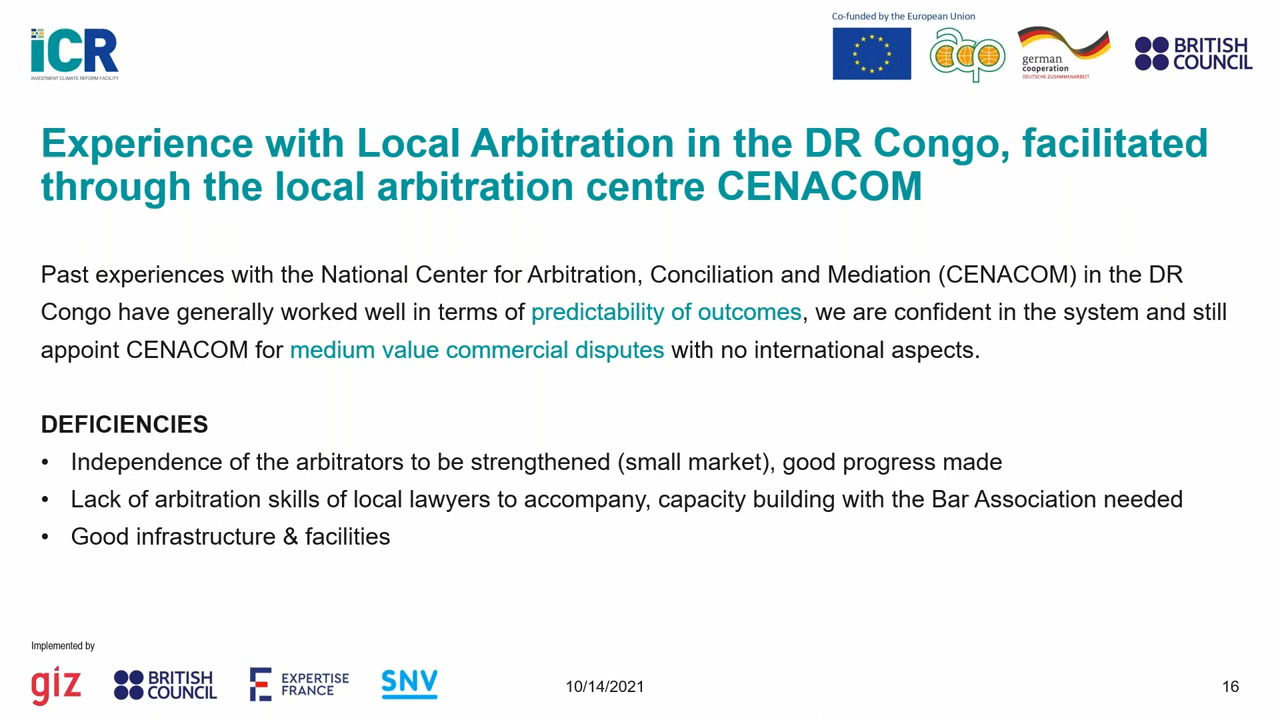 Co-funded by the European Union
iCR
INVESTMENT CLIMATE REFORM FACILITY
acp
german
cooperation
DEUTSCHE ZUSAMMENARBEIT
BRITISH
COUNCIL
Experience with Local Arbitration in the DR Congo, facilitated
through the local arbitration centre CENACOM
Past experiences with the National Center for Arbitration, Conciliation and Mediation (CENACOM) in the DR
Congo have generally worked well in terms of predictability of outcomes, we are confident in the system and still
appoint CENACOM for medium value commercial disputes with no international aspects.
DEFICIENCIES
• Independence of the arbitrators to be strengthened (small market), good progress made
• Lack of arbitration skills of local lawyers to accompany, capacity building with the Bar Association needed
• Good infrastructure & facilities
Implemented by
giz
BRITISH
COUNCIL
EXPERTISE
FRANCE
SNV
10/14/2021
16